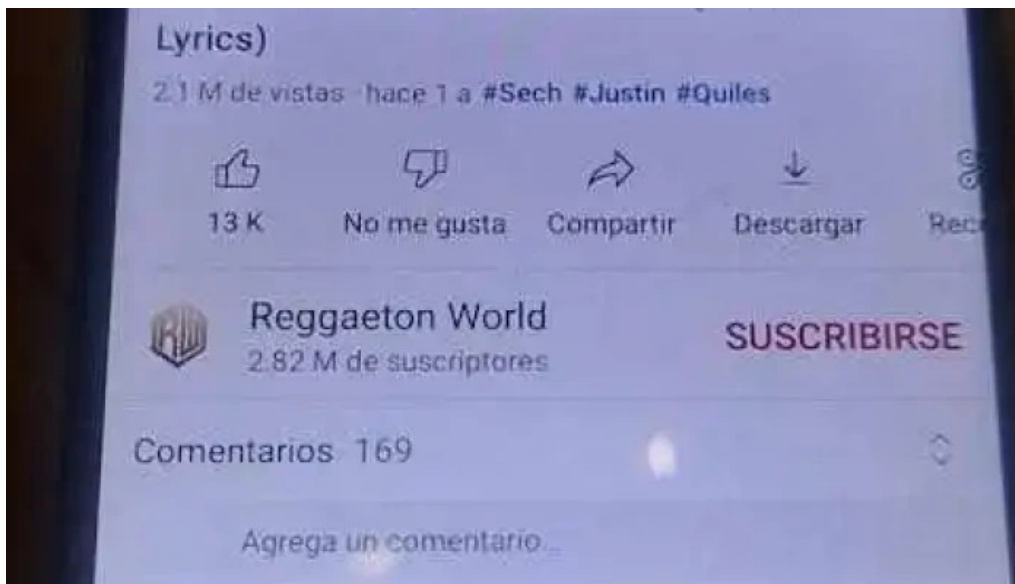 Lyrics)
2.1 M de vistas · hace 1 a #Sech #Justin #Quiles
13 K No me gusta Compartir Descargar
RW Reggaeton World SUSCRIBIRSE
2.82 M de suscriptores
Comentarios 169
Agrega un comentario...